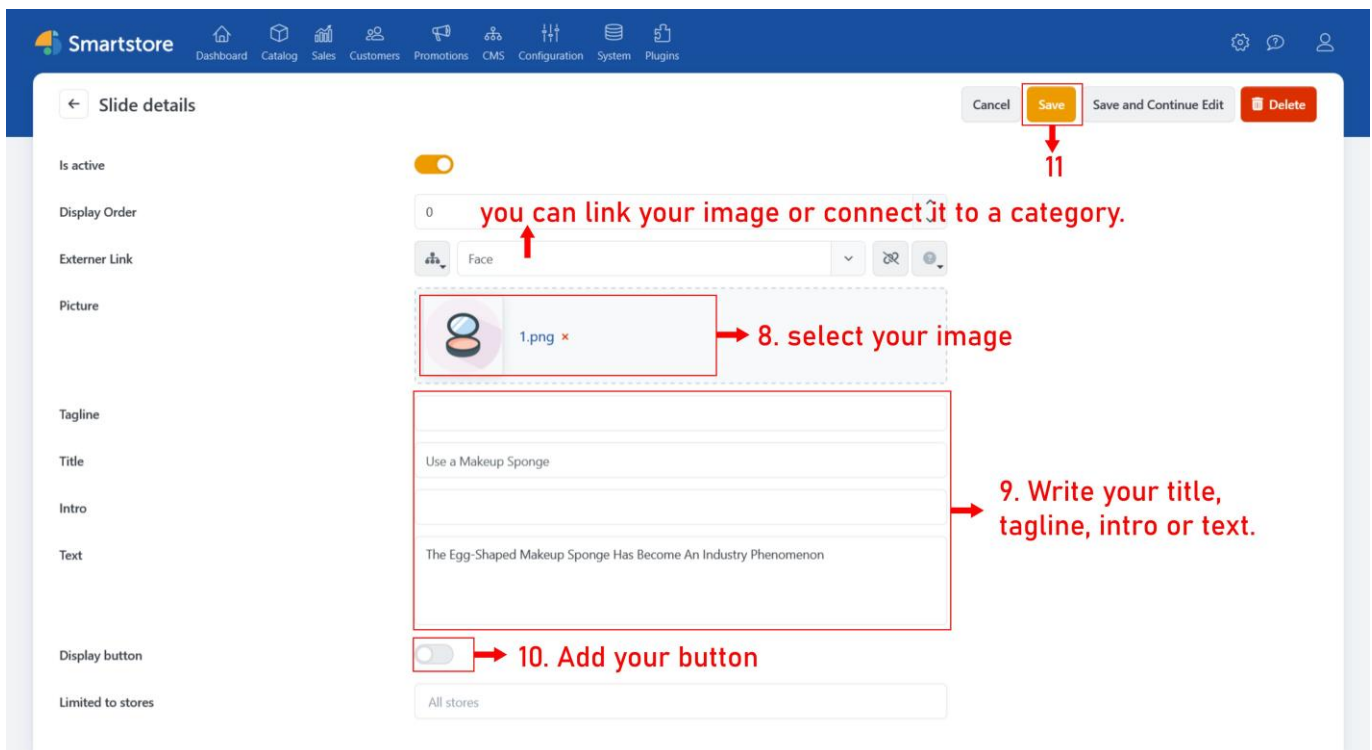 Smartstore
Dashboard Catalog Sales Customers Promotions CMS Configuration System Plugins
Slide details
Cancel Save Save and Continue Edit Delete
11
Is active
Display Order 0
you can link your image or connect it to a category.
Externer Link Face
Picture
1.png ×
8. select your image
Tagline
Title Use a Makeup Sponge
Intro
9. Write your title,
tagline, intro or text.
Text The Egg-Shaped Makeup Sponge Has Become An Industry Phenomenon
Display button
10. Add your button
Limited to stores All stores